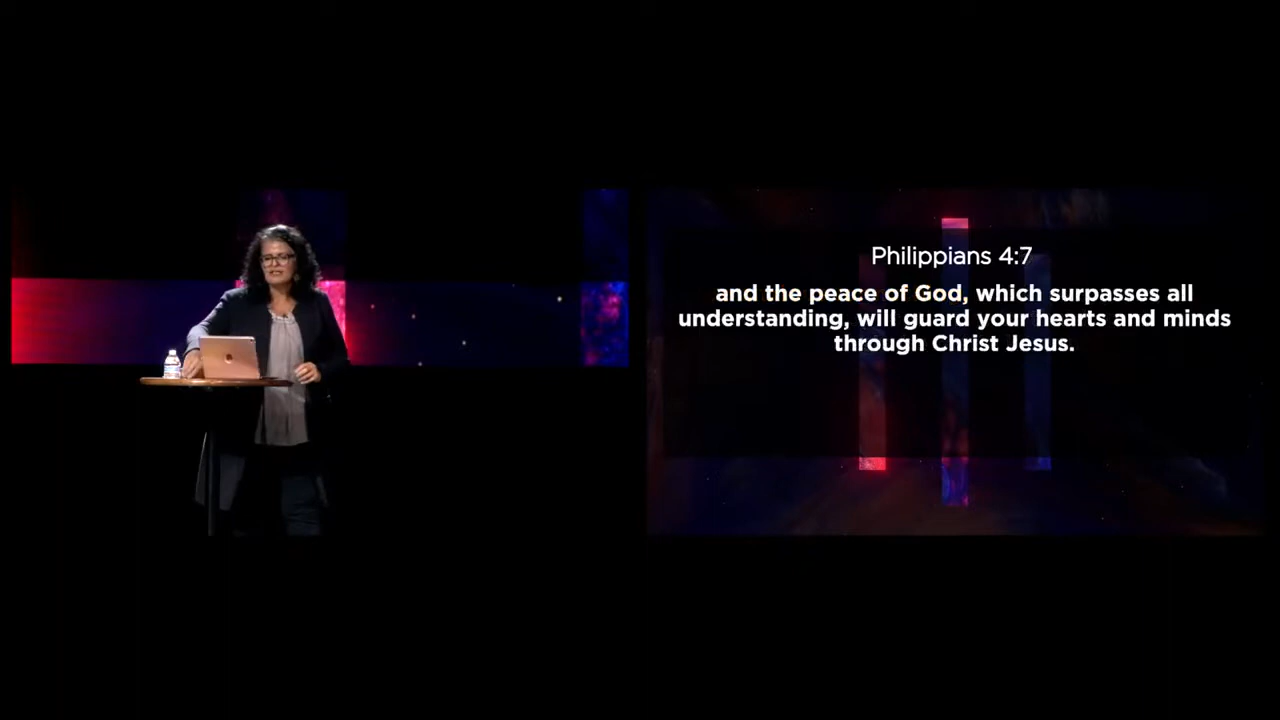 Philippians 4:7
and the peace of God, which surpasses all
understanding, will guard your hearts and minds
through Christ Jesus.